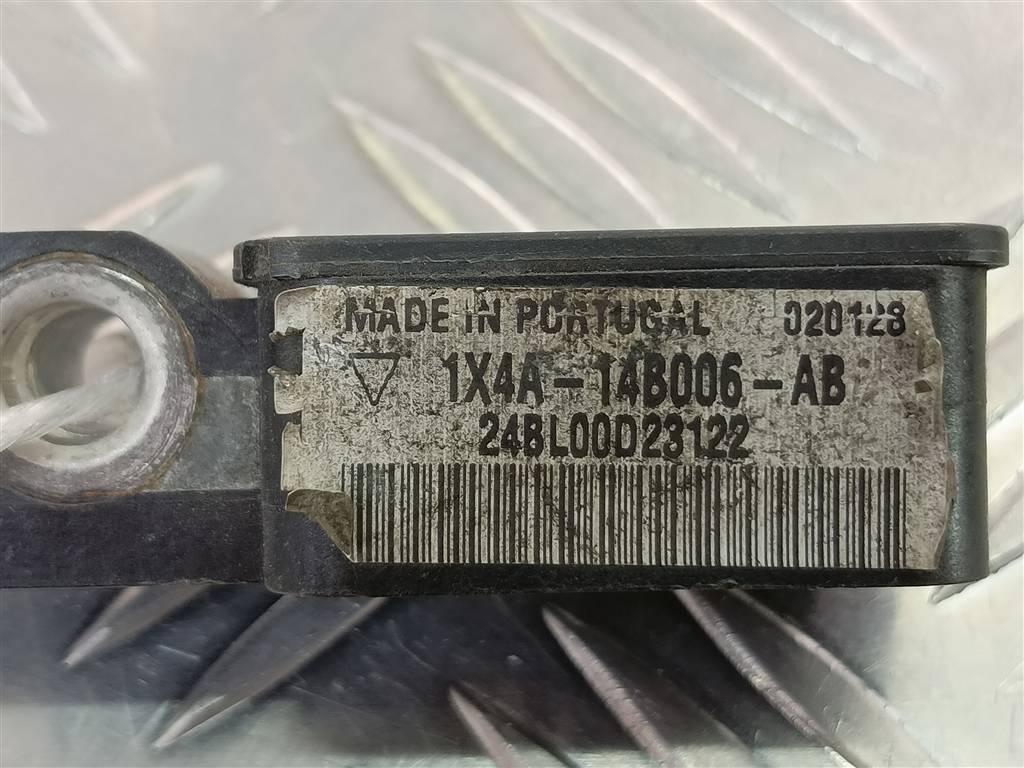 MADE IN PORTUGAL 020128
1X4A-14B006-AB
24BL00D23122